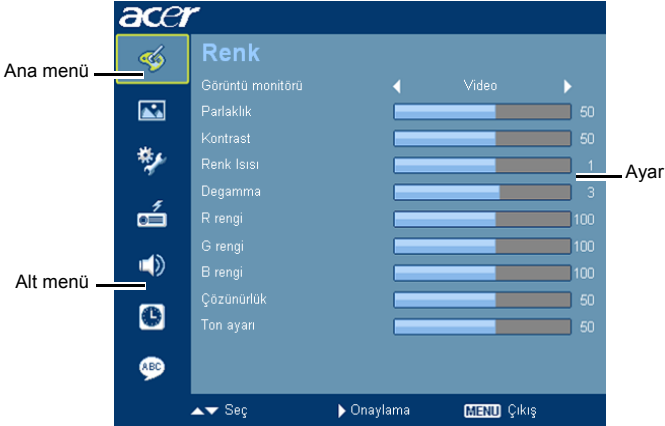 acer
Renk
Ana menü
Görüntü monitörü Video
Parlaklık 50
Kontrast 50
Renk Isısı 1
Ayar
Degamma 3
R rengi 100
G rengi 100
B rengi 100
Alt menü
Çözünürlük 50
Ton ayarı 50
ABC
Seç Onaylama MENU Çıkış